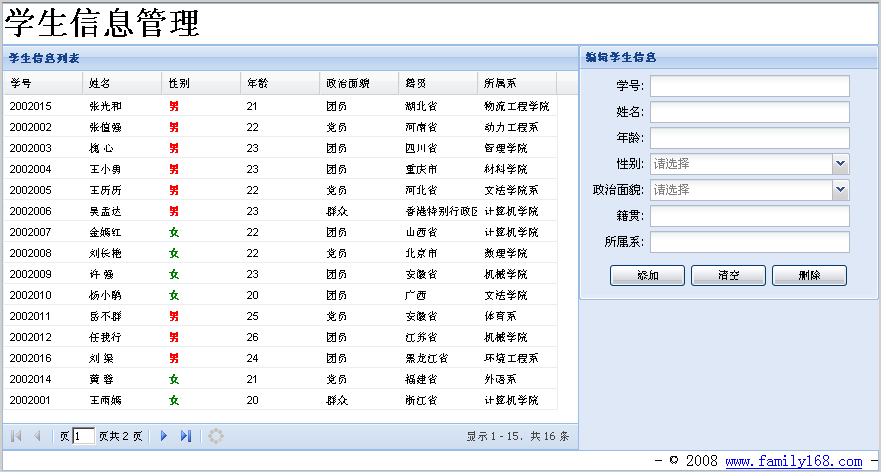 学生信息管理
学生信息列表
学号 姓名 性别 年龄 政治面貌 籍贯 所属系
2002015 张光和 男 21 团员 湖北省 物流工程学院
2002002 张值强 男 22 党员 河南省 动力工程系
2002003 槐 心 男 23 团员 四川省 管理学院
2002004 王小勇 男 23 团员 重庆市 材料学院
2002005 王历历 男 22 党员 河北省 文法学院系
2002006 吴孟达 男 23 群众 香港特别行政区 计算机学院
2002007 金嫣红 女 22 团员 山西省 计算机学院
2002008 刘长艳 女 22 党员 北京市 数理学院
2002009 许 强 女 23 团员 安徽省 机械学院
2002010 杨小鹃 女 20 团员 广西 文法学院
2002011 岳不群 男 25 党员 安徽省 体育系
2002012 任我行 男 26 团员 江苏省 机械学院
2002016 刘 梁 男 24 团员 黑龙江省 环境工程系
2002014 黄 蓉 女 21 党员 福建省 外语系
2002001 王雨嫣 女 20 群众 浙江省 计算机学院
页 1 页共 2 页 显示 1 - 15，共 16 条
编辑学生信息
学号:
姓名:
年龄:
性别: 请选择
政治面貌: 请选择
籍贯:
所属系:
添加 清空 删除
- © 2008 www.family168.com -